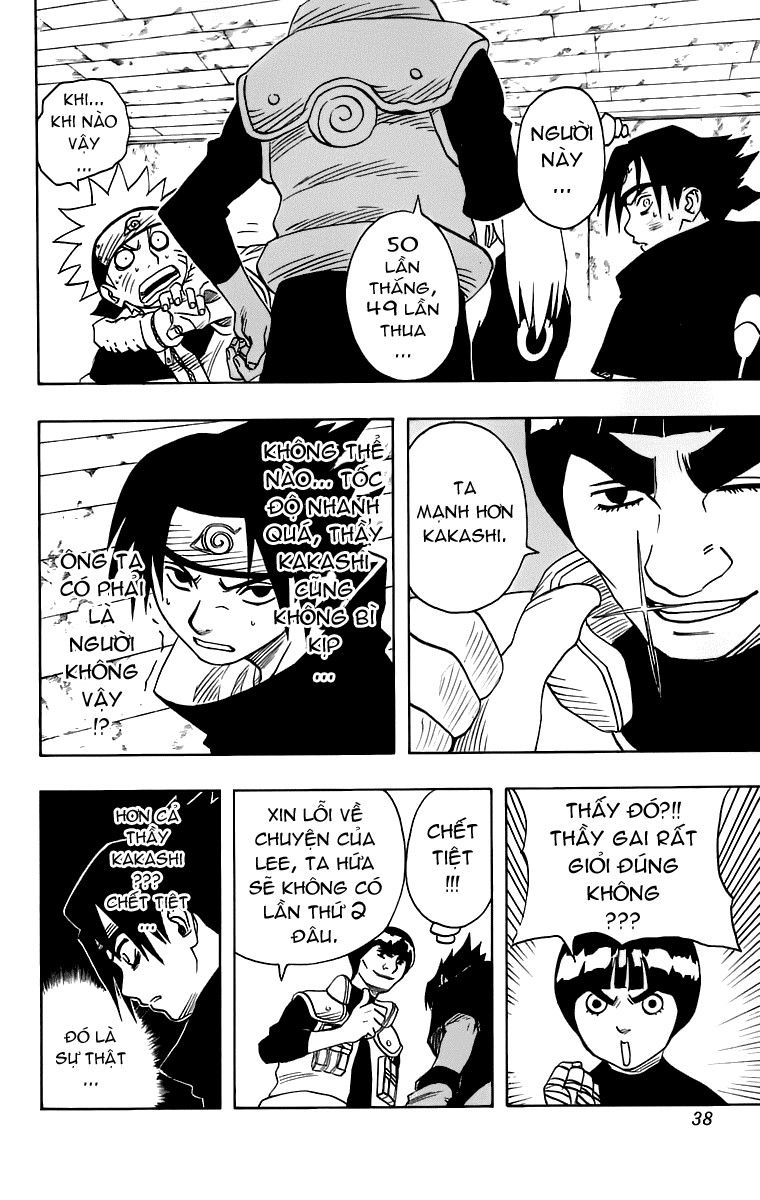 NGƯỜI
NÀY
...
50
LẦN
THẮNG,
49 LẦN
THUA
...
KHI...
KHI NÀO
VẬY
...
TA
MẠNH HƠN
KAKASHI.
KHÔNG THỂ
NÀO... TỐC
ĐỘ NHANH
QUÁ, THẦY
KAKASHI
CŨNG
KHÔNG BÌ
KỊP
...
ÔNG TA
CÓ PHẢI
LÀ
NGƯỜI
KHÔNG
VẬY
!?
THẤY ĐÓ?!!
THẦY GAI RẤT
GIỎI ĐÚNG
KHÔNG
???
CHẾT
TIỆT
!!!
XIN LỖI VỀ
CHUYỆN CỦA
LEE, TA HỨA
SẼ KHÔNG CÓ
LẦN THỨ 2
ĐÂU.
HƠN CẢ
THẦY
KAKASHI
???
CHẾT TIỆT
...
ĐÓ LÀ
SỰ THẬT
...
38